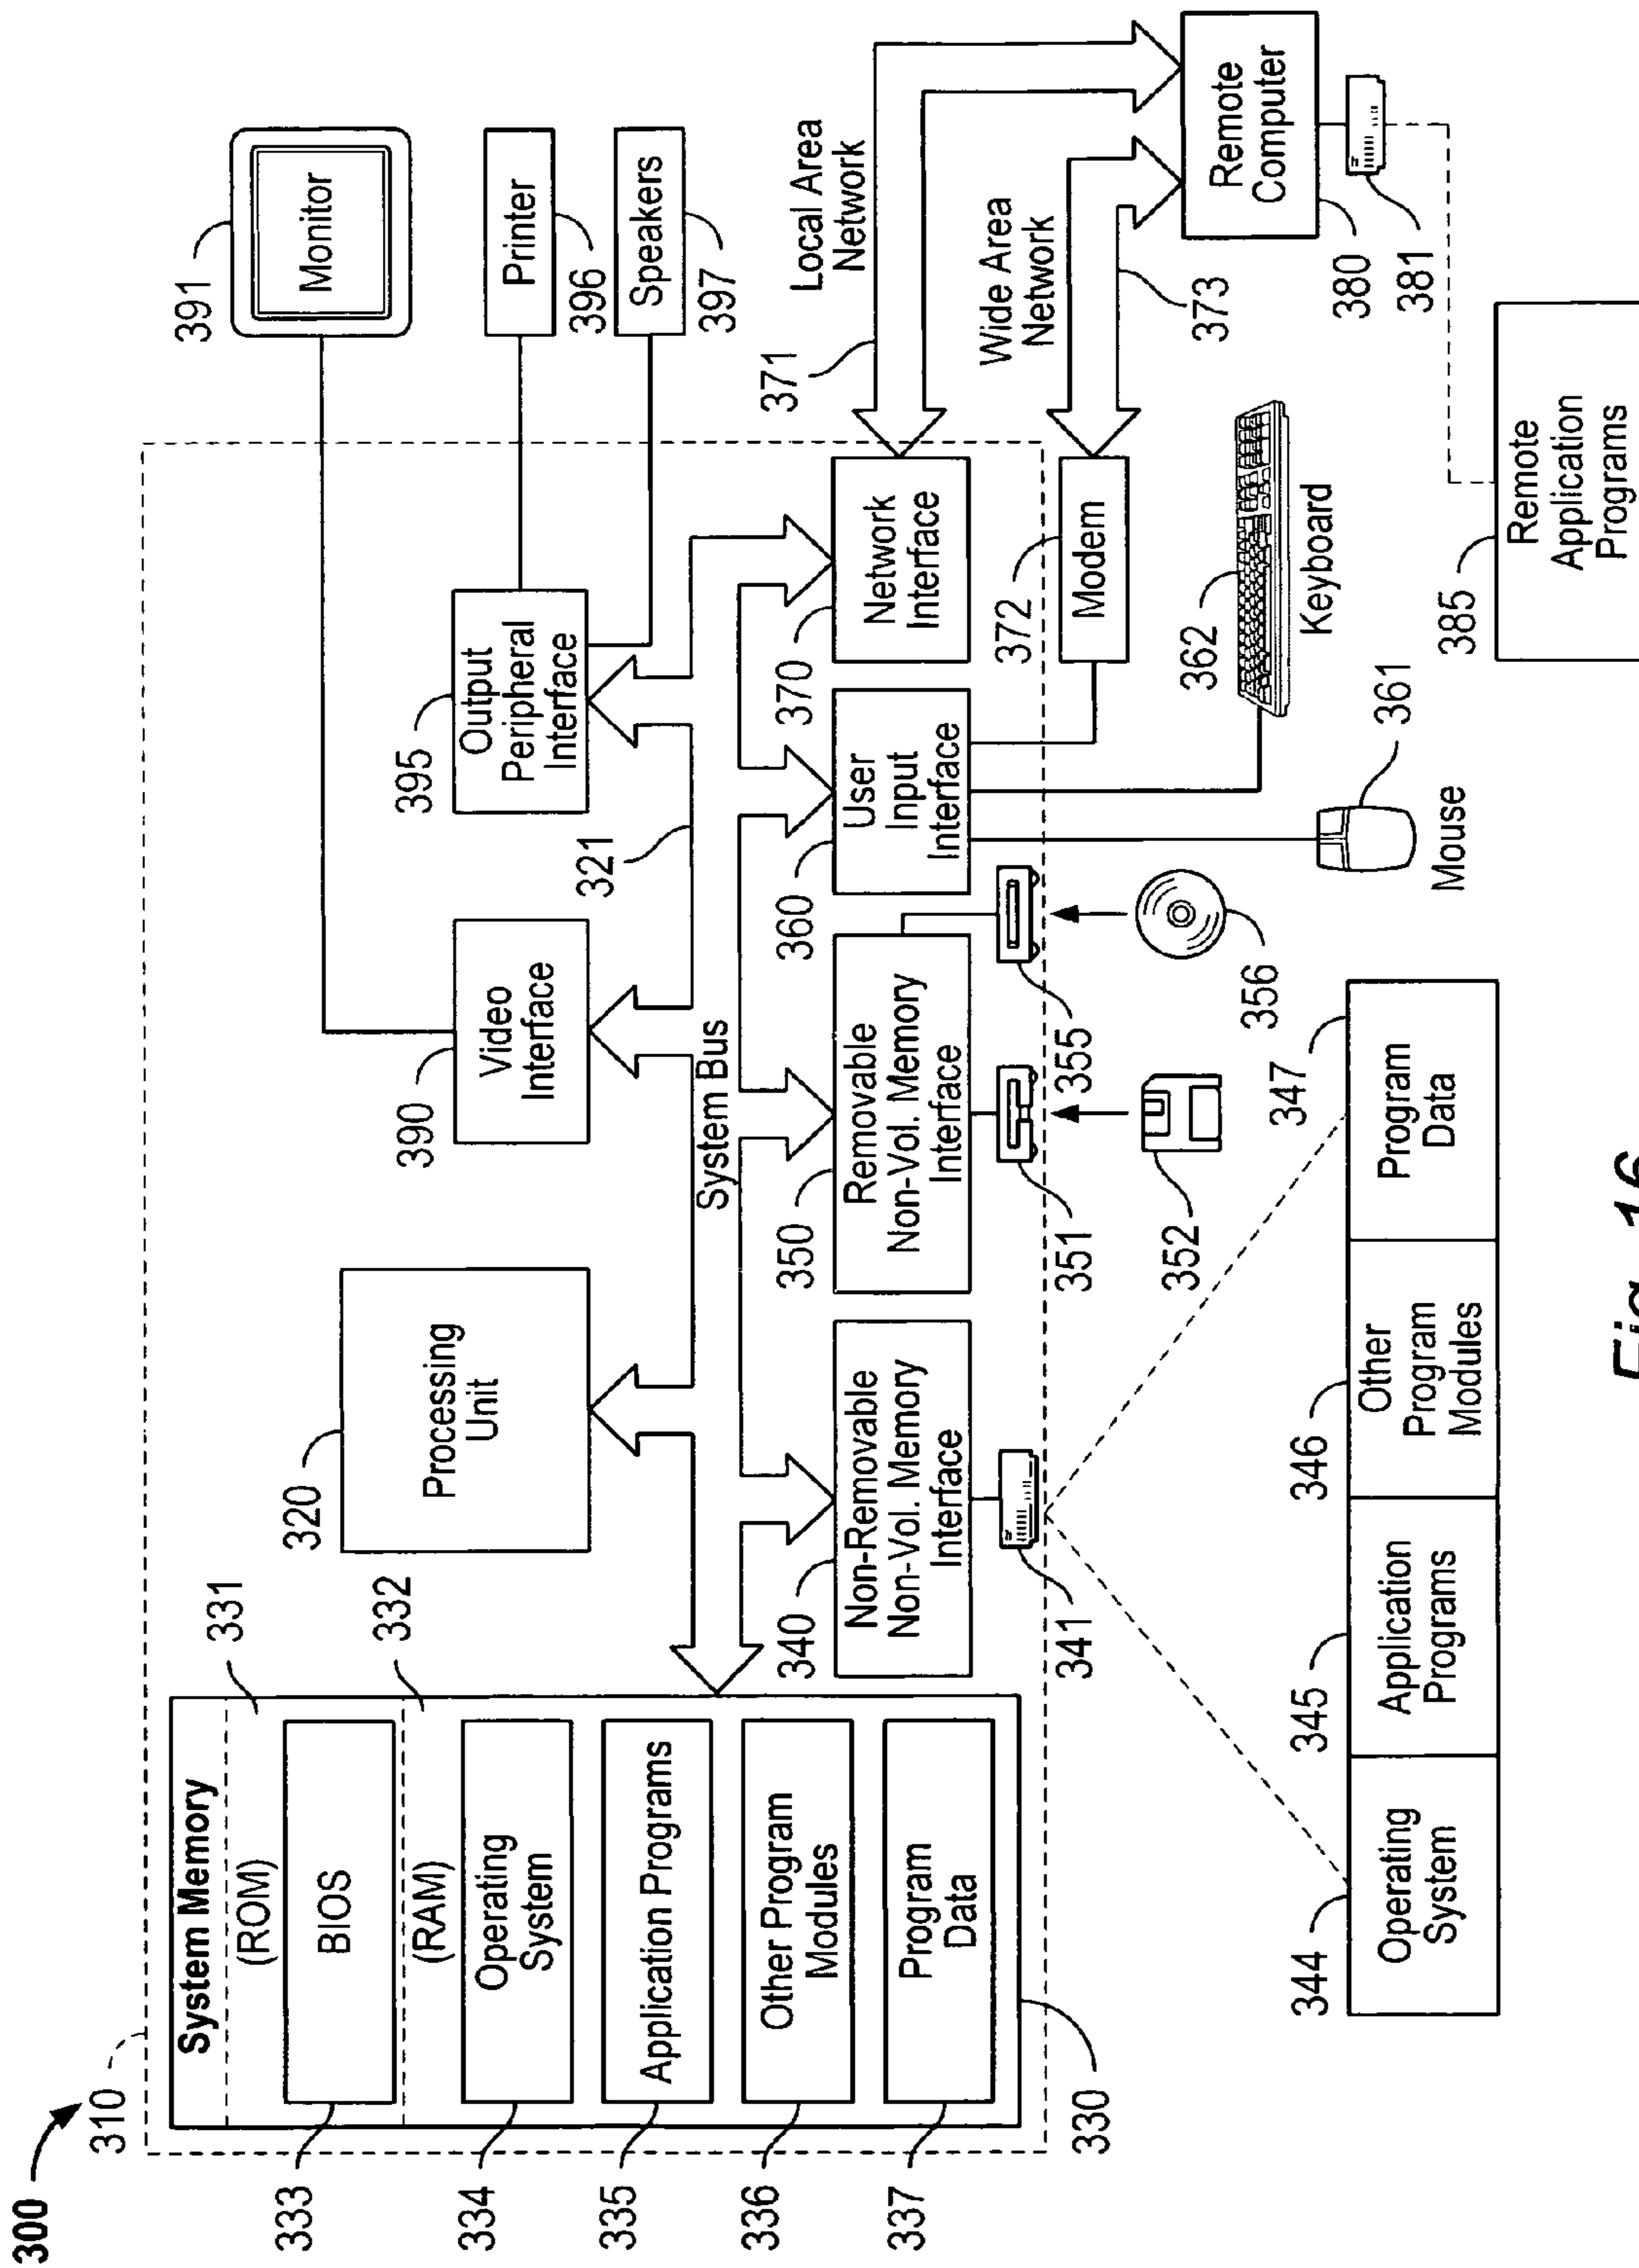 300
310
System Memory
(ROM)
331
BIOS
333
(RAM)
332
Operating
System
334
Application Programs
335
Other Program
Modules
336
Program
Data
337
330
320
Processing
Unit
390
Video
Interface
395
Output
Peripheral
Interface
391
Monitor
Printer
396
Speakers
397
System Bus
321
340
Non-Removable
Non-Vol. Memory
Interface
350
Removable
Non-Vol. Memory
Interface
360
User
Input
Interface
370
Network
Interface
371
Local Area
Network
Wide Area
Network
373
372
Modem
Remote
Computer
380
381
341
351
355
352
356
Mouse
361
362
Keyboard
385
Remote
Application
Programs
344
Operating
System
345
Application
Programs
346
Other
Program
Modules
347
Program
Data
Fig. 16